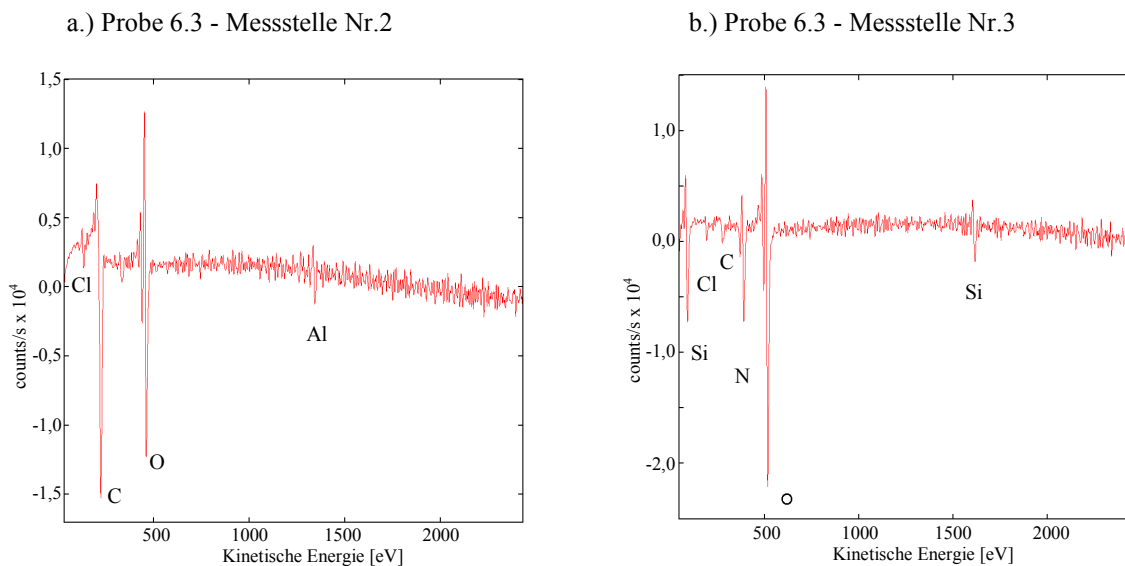 a.) Probe 6.3 - Messstelle Nr.2
1,5
1,0
0.5
0.0
-0,5
-1.0
-1.5
counts/s x 10⁴
Cl
C
O
Al
500
1000
1500
2000
Kinetische Energie [eV]
b.) Probe 6.3 - Messstelle Nr.3
1,0
0,0
-1,0
-2,0
counts/s x 10⁴
Si
Cl
C
N
O
Si
500
1000
2000
Kinetische Energie [eV]